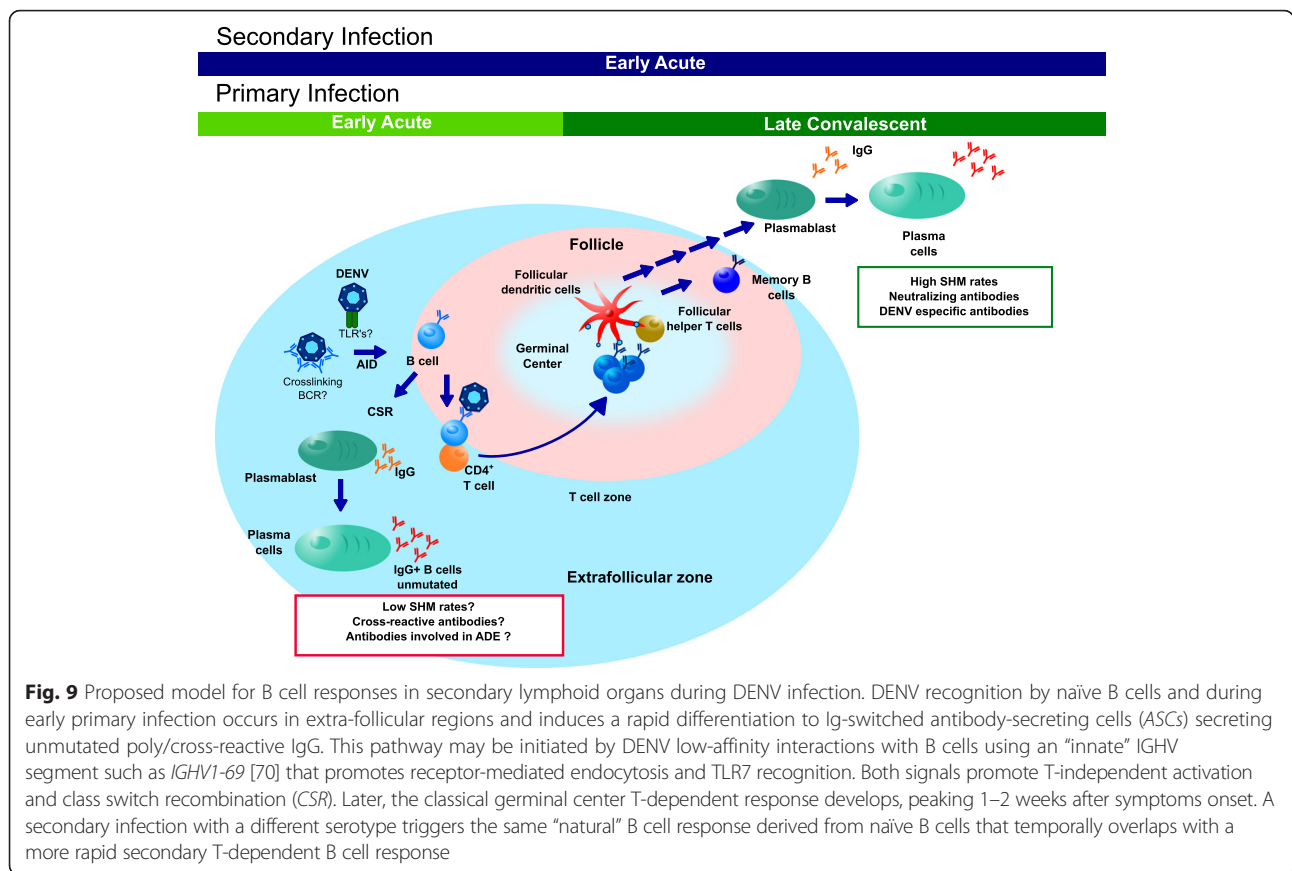 Secondary Infection
Early Acute
Primary Infection
Early Acute
Late Convalescent
IgG
Plasmablast
Plasma
cells
High SHM rates
Neutralizing antibodies
DENV especific antibodies
Follicle
Follicular
dendritic cells
Memory B
cells
Follicular
helper T cells
Germinal
Center
DENV
TLR's?
AID
B cell
Crosslinking
BCR?
CSR
CD4+
T cell
IgG
Plasmablast
T cell zone
Plasma
cells
IgG+ B cells
unmutated
Extrafollicular zone
Low SHM rates?
Cross-reactive antibodies?
Antibodies involved in ADE ?
Fig. 9 Proposed model for B cell responses in secondary lymphoid organs during DENV infection. DENV recognition by naïve B cells and during
early primary infection occurs in extra-follicular regions and induces a rapid differentiation to Ig-switched antibody-secreting cells (ASCs) secreting
unmutated poly/cross-reactive IgG. This pathway may be initiated by DENV low-affinity interactions with B cells using an “innate” IGHV
segment such as IGHV1-69 [70] that promotes receptor-mediated endocytosis and TLR7 recognition. Both signals promote T-independent activation
and class switch recombination (CSR). Later, the classical germinal center T-dependent response develops, peaking 1–2 weeks after symptoms onset. A
secondary infection with a different serotype triggers the same “natural” B cell response derived from naïve B cells that temporally overlaps with a
more rapid secondary T-dependent B cell response